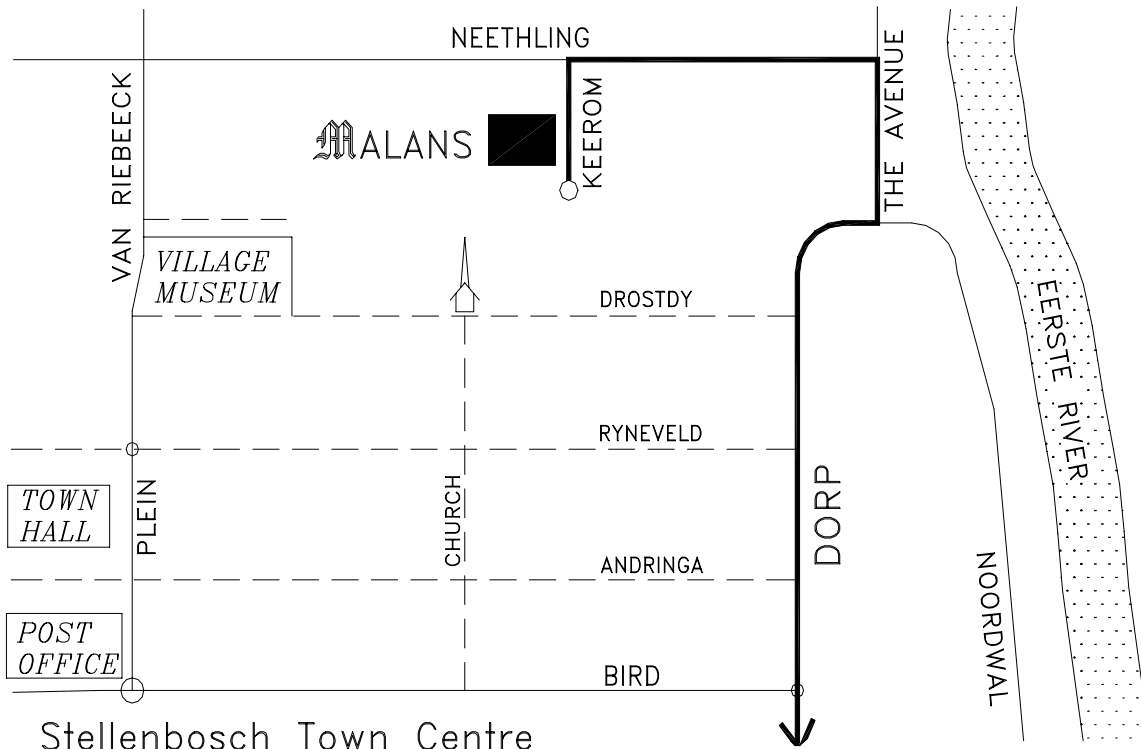 NEETHLING
VAN RIEBEECK
MALANS
KEEROM
THE AVENUE
VILLAGE
MUSEUM
DROSTDY
EERSTE RIVER
RYNEVELD
TOWN
HALL
PLEIN
CHURCH
DORP
ANDRINGA
NOORDWAL
POST
OFFICE
BIRD
Stellenbosch Town Centre